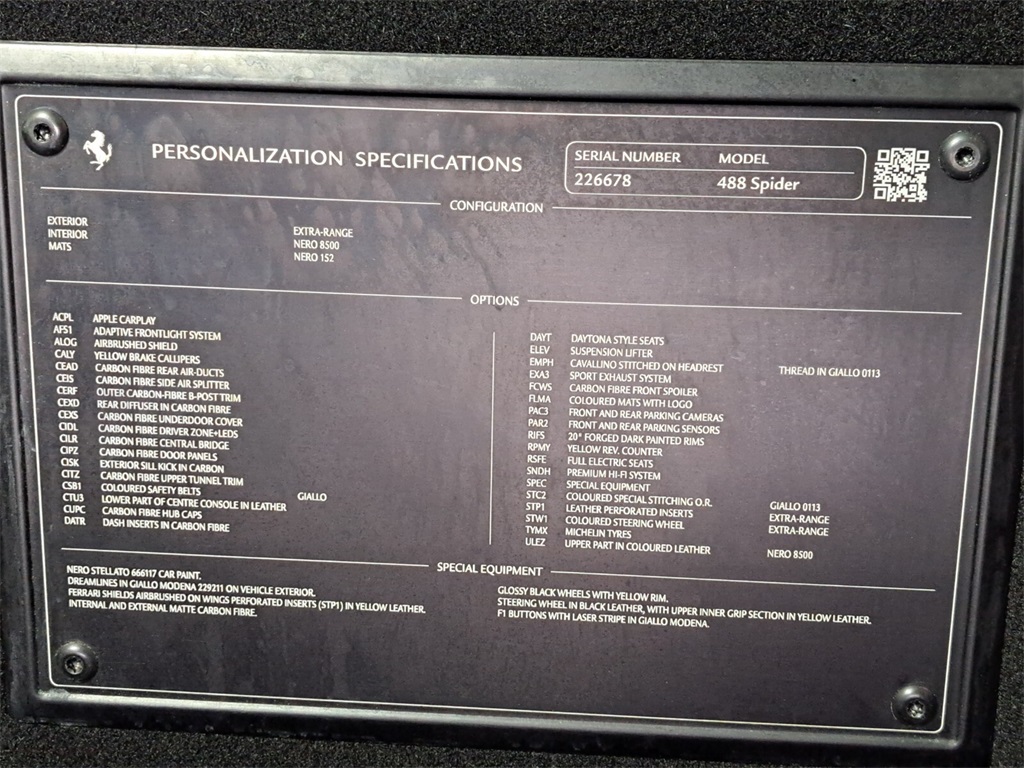 PERSONALIZATION SPECIFICATIONS
SERIAL NUMBER MODEL
226678 488 Spider
CONFIGURATION
EXTERIOR EXTRA-RANGE
INTERIOR NERO 8500
MATS NERO 152
OPTIONS
ACPL APPLE CARPLAY
AFS1 ADAPTIVE FRONTLIGHT SYSTEM
ALOG AIRBRUSHED SHIELD
CALY YELLOW BRAKE CALLIPERS
CEAD CARBON FIBRE REAR AIR-DUCTS
CEIS CARBON FIBRE SIDE AIR SPLITTER
CERF OUTER CARBON-FIBRE B-POST TRIM
CEXD REAR DIFFUSER IN CARBON FIBRE
CEXS CARBON FIBRE UNDERDOOR COVER
CIDL CARBON FIBRE DRIVER ZONE+LEDS
CILR CARBON FIBRE CENTRAL BRIDGE
CIPZ CARBON FIBRE DOOR PANELS
CISK EXTERIOR SILL KICK IN CARBON
CITZ CARBON FIBRE UPPER TUNNEL TRIM
CSB1 COLOURED SAFETY BELTS GIALLO
CTU3 LOWER PART OF CENTRE CONSOLE IN LEATHER
CUPC CARBON FIBRE HUB CAPS
DATR DASH INSERTS IN CARBON FIBRE
DAYT DAYTONA STYLE SEATS
ELEV SUSPENSION LIFTER
EMPH CAVALLINO STITCHED ON HEADREST THREAD IN GIALLO 0113
EXA3 SPORT EXHAUST SYSTEM
FCWS CARBON FIBRE FRONT SPOILER
FLMA COLOURED MATS WITH LOGO
PAC3 FRONT AND REAR PARKING CAMERAS
PAR2 FRONT AND REAR PARKING SENSORS
RIF5 20" FORGED DARK PAINTED RIMS
RPMY YELLOW REV. COUNTER
RSFE FULL ELECTRIC SEATS
SNDH PREMIUM HI-FI SYSTEM
SPEC SPECIAL EQUIPMENT
STC2 COLOURED SPECIAL STITCHING O.R. GIALLO 0113
STP1 LEATHER PERFORATED INSERTS EXTRA-RANGE
STW1 COLOURED STEERING WHEEL EXTRA-RANGE
TYMX MICHELIN TYRES
ULEZ UPPER PART IN COLOURED LEATHER NERO 8500
SPECIAL EQUIPMENT
NERO STELLATO 666117 CAR PAINT.
DREAMLINES IN GIALLO MODENA 229211 ON VEHICLE EXTERIOR.
FERRARI SHIELDS AIRBRUSHED ON WINGS PERFORATED INSERTS (STP1) IN YELLOW LEATHER.
INTERNAL AND EXTERNAL MATTE CARBON FIBRE.
GLOSSY BLACK WHEELS WITH YELLOW RIM.
STEERING WHEEL IN BLACK LEATHER, WITH UPPER INNER GRIP SECTION IN YELLOW LEATHER.
F1 BUTTONS WITH LASER STRIPE IN GIALLO MODENA.